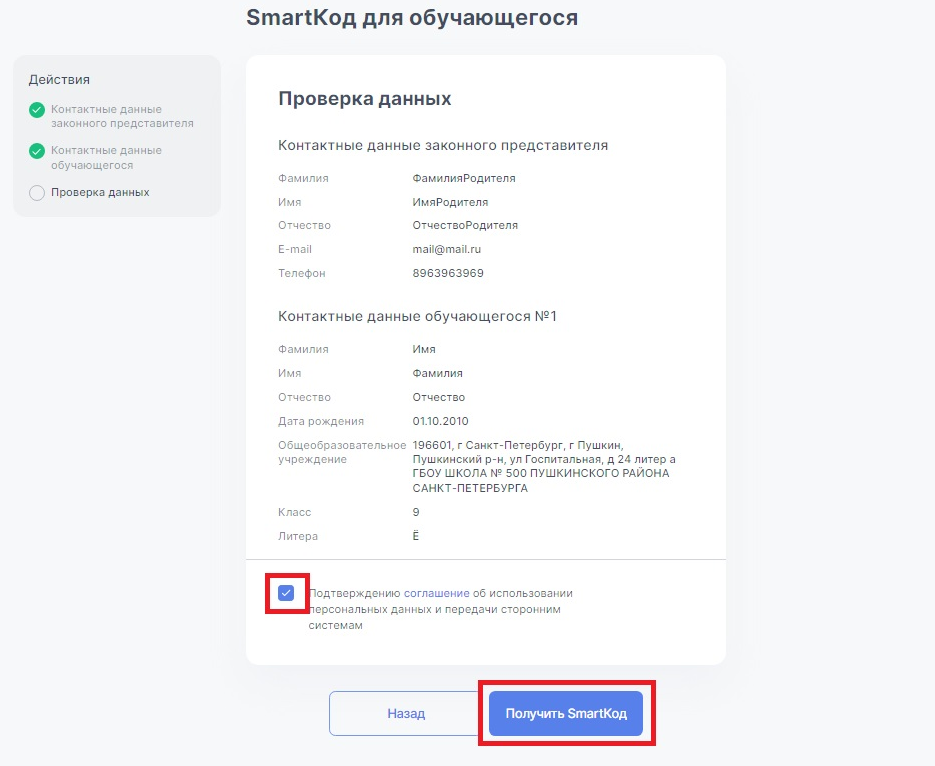 SmartКод для обучающегося
Действия
Контактные данные
законного представителя
Контактные данные
обучающегося
Проверка данных
Проверка данных
Контактные данные законного представителя
Фамилия ФамилияРодителя
Имя ИмяРодителя
Отчество ОтчествоРодителя
E-mail mail@mail.ru
Телефон 8963963969
Контактные данные обучающегося №1
Фамилия Имя
Имя Фамилия
Отчество Отчество
Дата рождения 01.10.2010
Общеобразовательное 196601, г Санкт-Петербург, г Пушкин,
учреждение Пушкинский р-н, ул Госпитальная, д 24 литер а
ГБОУ ШКОЛА № 500 ПУШКИНСКОГО РАЙОНА
САНКТ-ПЕТЕРБУРГА
Класс 9
Литера Ё
Подтверждению соглашение об использовании
персональных данных и передачи сторонним
системам
Назад Получить SmartКод